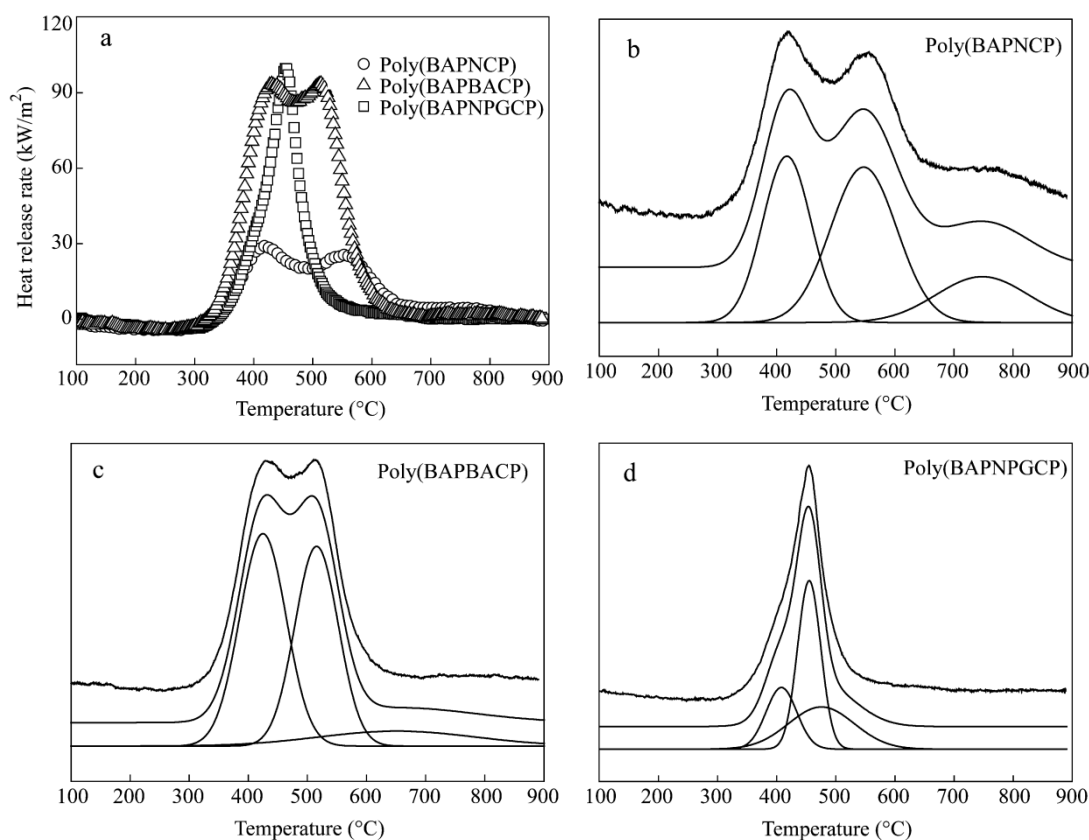 a
120
90
60
30
0
Heat release rate (kW/m²)
Poly(BAPNCP)
Poly(BAPBACP)
Poly(BAPNPGCP)
100 200 300 400 500 600 700 800 900
Temperature (°C)
b
Poly(BAPNCP)
100 200 300 400 500 600 700 800 900
Temperature (°C)
c
Poly(BAPBACP)
100 200 300 400 500 600 700 800 900
Temperature (°C)
d
Poly(BAPNPGCP)
100 200 300 400 500 600 700 800 900
Temperature (°C)